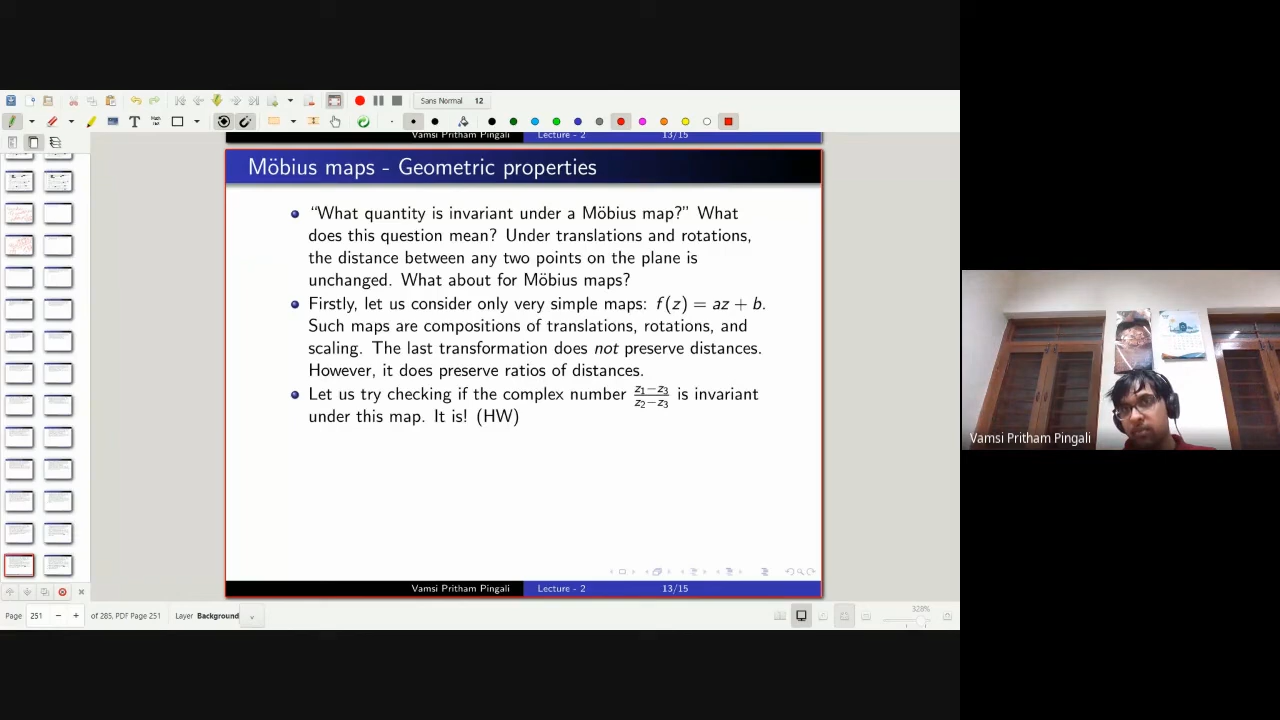 Sans Normal 12
Vamsi Pritham Pingali Lecture - 2 13/15
Möbius maps - Geometric properties
“What quantity is invariant under a Möbius map?” What
does this question mean? Under translations and rotations,
the distance between any two points on the plane is
unchanged. What about for Möbius maps?
Firstly, let us consider only very simple maps: f(z) = az + b.
Such maps are compositions of translations, rotations, and
scaling. The last transformation does not preserve distances.
However, it does preserve ratios of distances.
Let us try checking if the complex number z₁−z₃/z₂−z₃ is invariant
under this map. It is! (HW)
Vamsi Pritham Pingali Lecture - 2 13/15
Page 251 of 285, PDF Page 251 Layer Background 328%
Vamsi Pritham Pingali